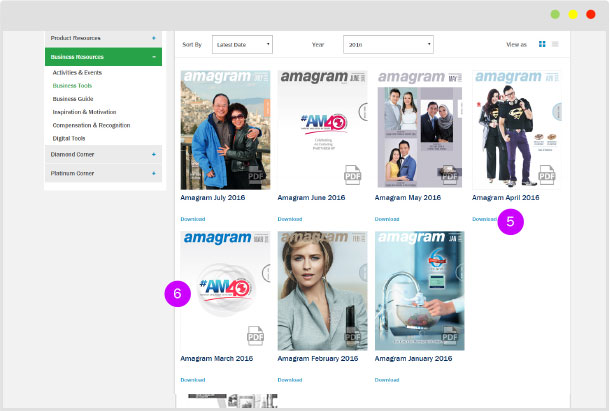 Product Resources +
Business Resources -
Activities & Events
Business Tools
Business Guide
Inspiration & Motivation
Compensation & Recognition
Digital Tools
Diamond Corner +
Platinum Corner +
Sort By Latest Date Year 2016 View as
amagram
amagram JUNE
amagram MAY
amagram
#AM40
PDF
PDF
PDF
PDF
Amagram July 2016
Amagram June 2016
Amagram May 2016
Amagram April 2016
Download
Download
Download
Download
5
amagram
amagram
amagram JAN
6
#AM40
PDF
PDF
PDF
Amagram March 2016
Amagram February 2016
Amagram January 2016
Download
Download
Download